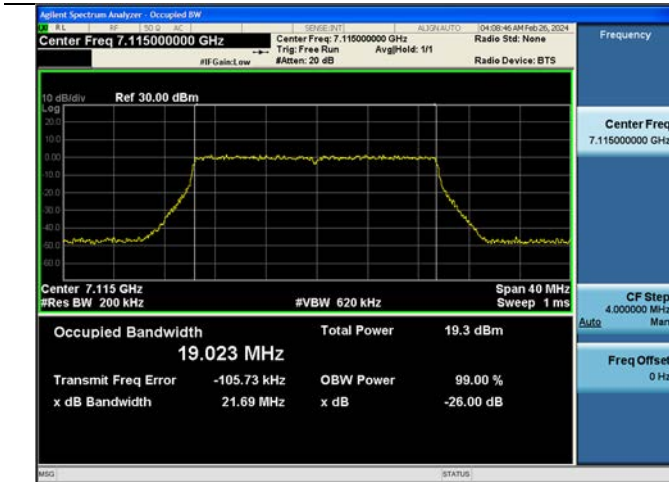 Agilent Spectrum Analyzer - Occupied BW
RL RF 50 Ω AC SENSE:INT ALIGN AUTO 04:08:46 AM Feb 26, 2024
Center Freq 7.115000000 GHz
Center Freq: 7.115000000 GHz
Radio Std: None
Trig: Free Run Avg|Hold: 1/1
#IFGain:Low #Atten: 20 dB Radio Device: BTS
10 dB/div Ref 30.00 dBm
Log
20.0
10.0
0.00
-10.0
-20.0
-30.0
-40.0
-50.0
-60.0
Center 7.115 GHz Span 40 MHz
#Res BW 200 kHz #VBW 620 kHz Sweep 1 ms
Occupied Bandwidth Total Power 19.3 dBm
19.023 MHz
Transmit Freq Error -105.73 kHz OBW Power 99.00 %
x dB Bandwidth 21.69 MHz x dB -26.00 dB
MSG STATUS
Frequency
Center Freq
7.115000000 GHz
CF Step
4.000000 MHz
Auto Man
Freq Offset
0 Hz